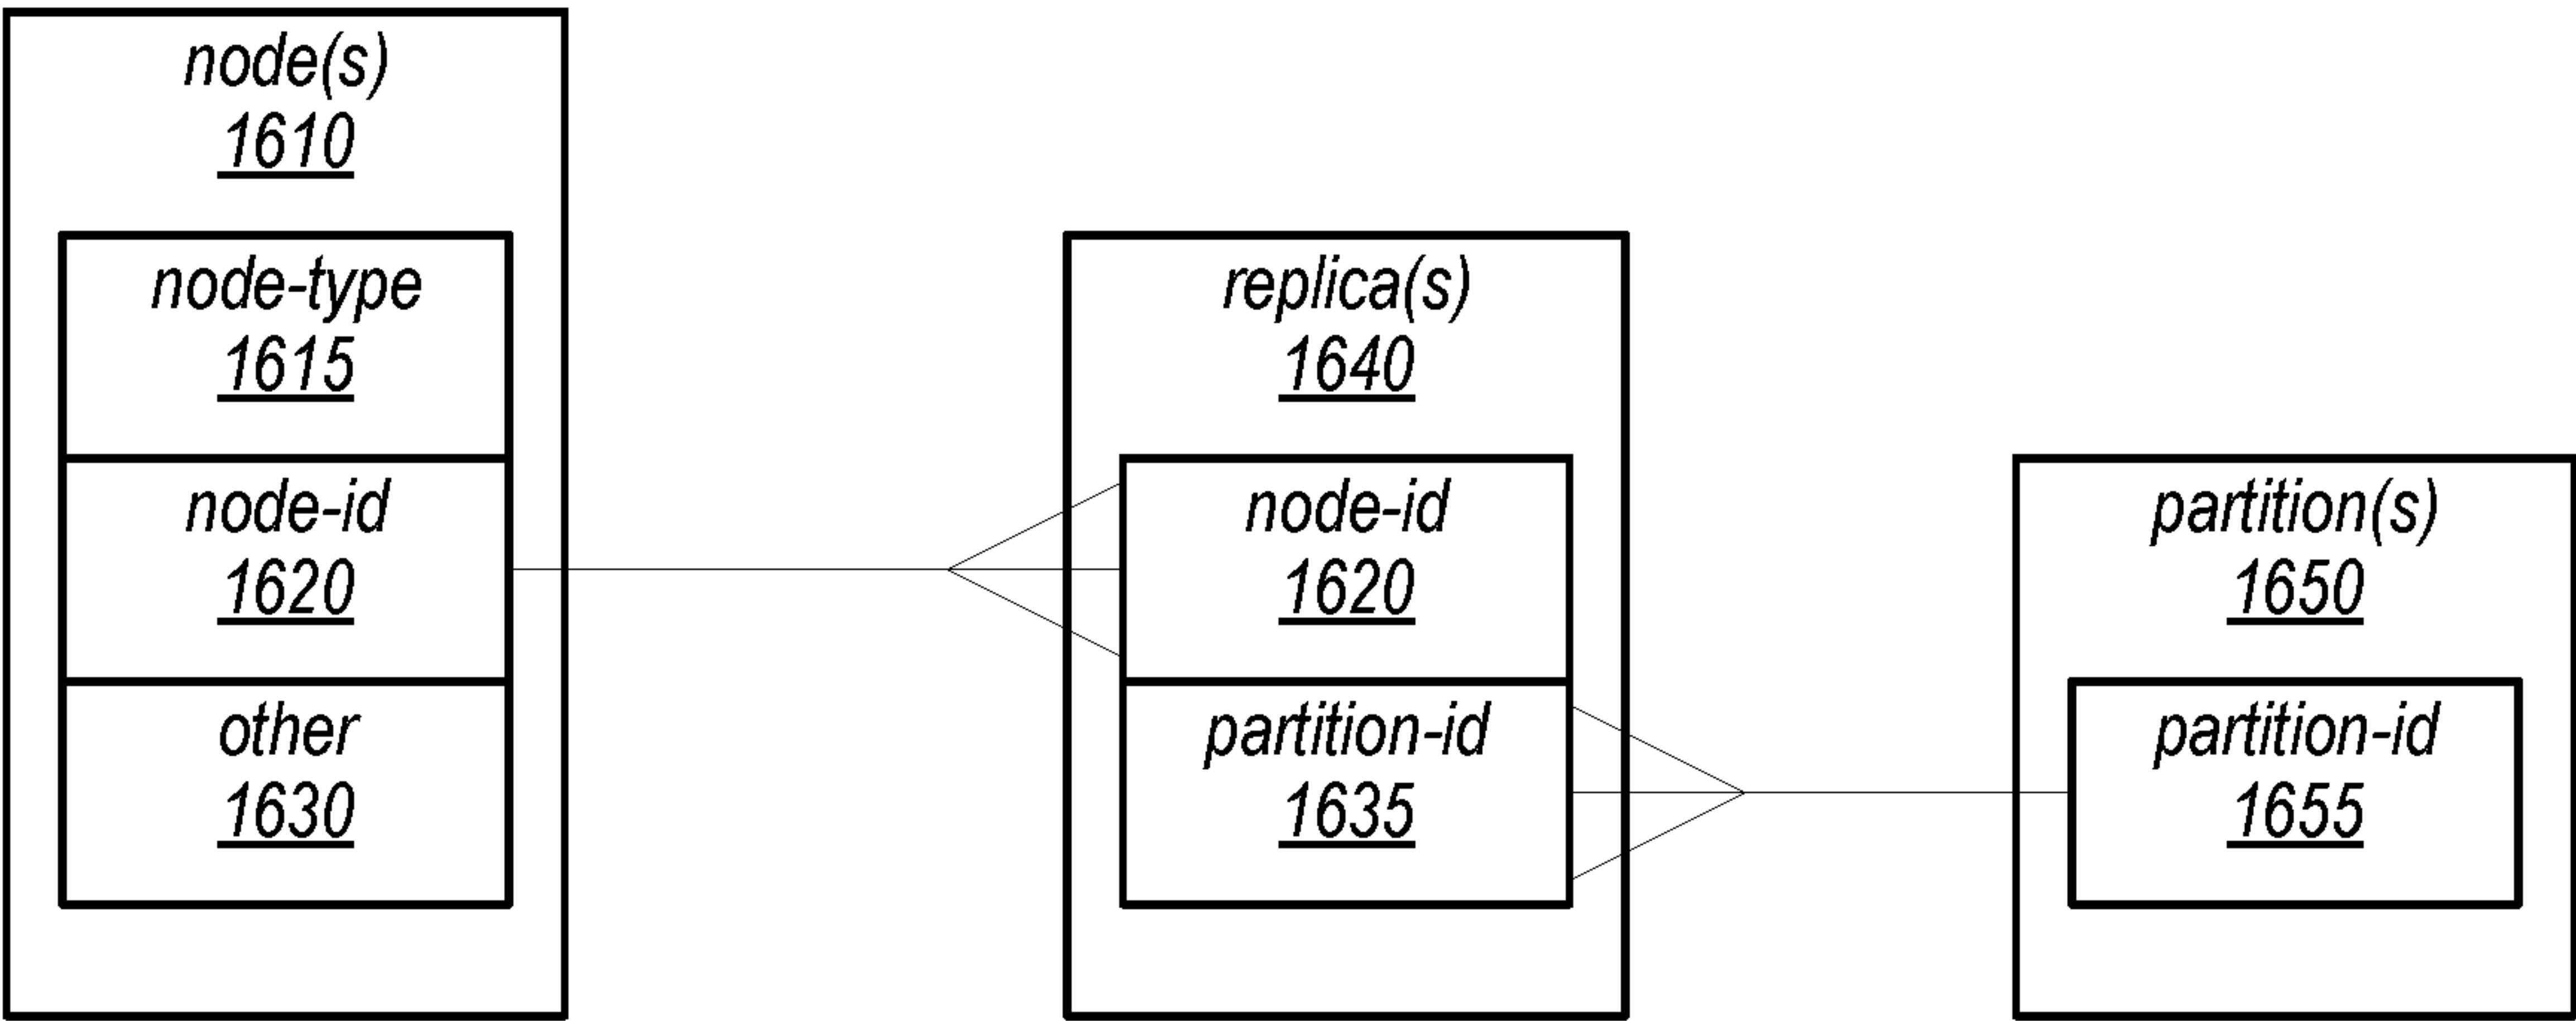 node(s)
1610
node-type
1615
node-id
1620
other
1630
replica(s)
1640
node-id
1620
partition-id
1635
partition(s)
1650
partition-id
1655